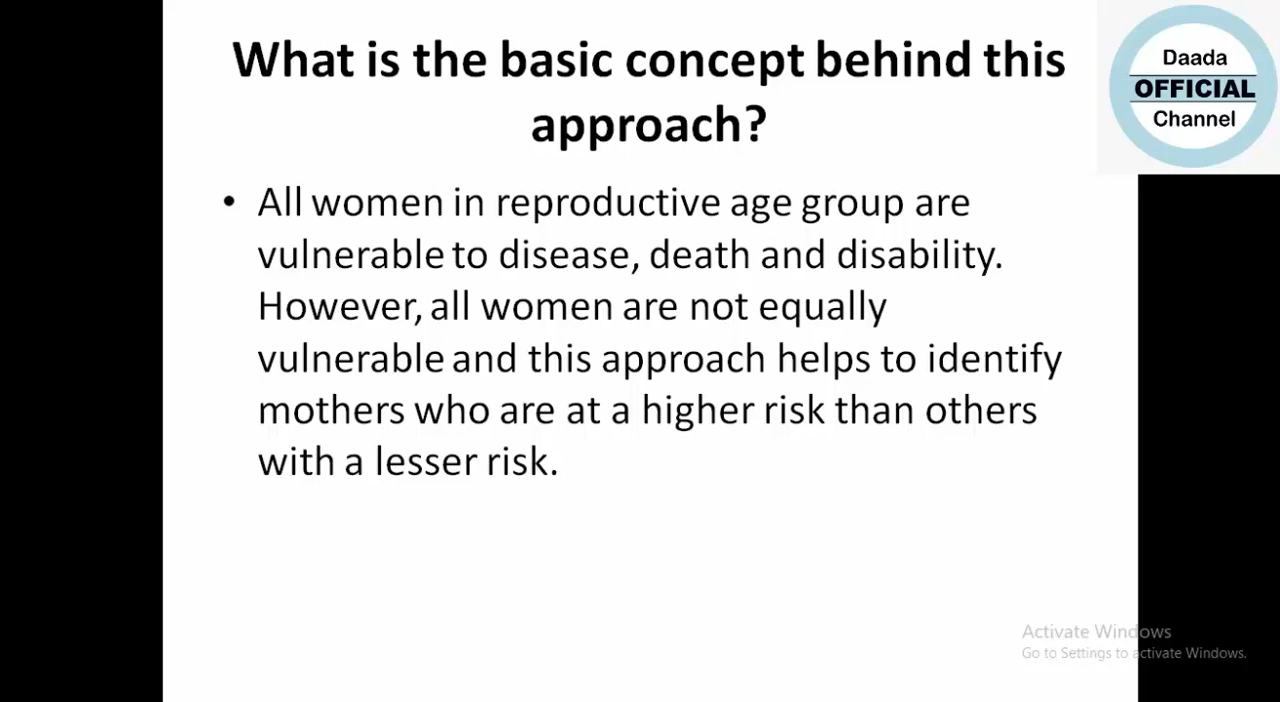 What is the basic concept behind this
approach?
Daada
OFFICIAL
Channel
• All women in reproductive age group are
vulnerable to disease, death and disability.
However, all women are not equally
vulnerable and this approach helps to identify
mothers who are at a higher risk than others
with a lesser risk.
Activate Windows
Go to Settings to activate Windows.